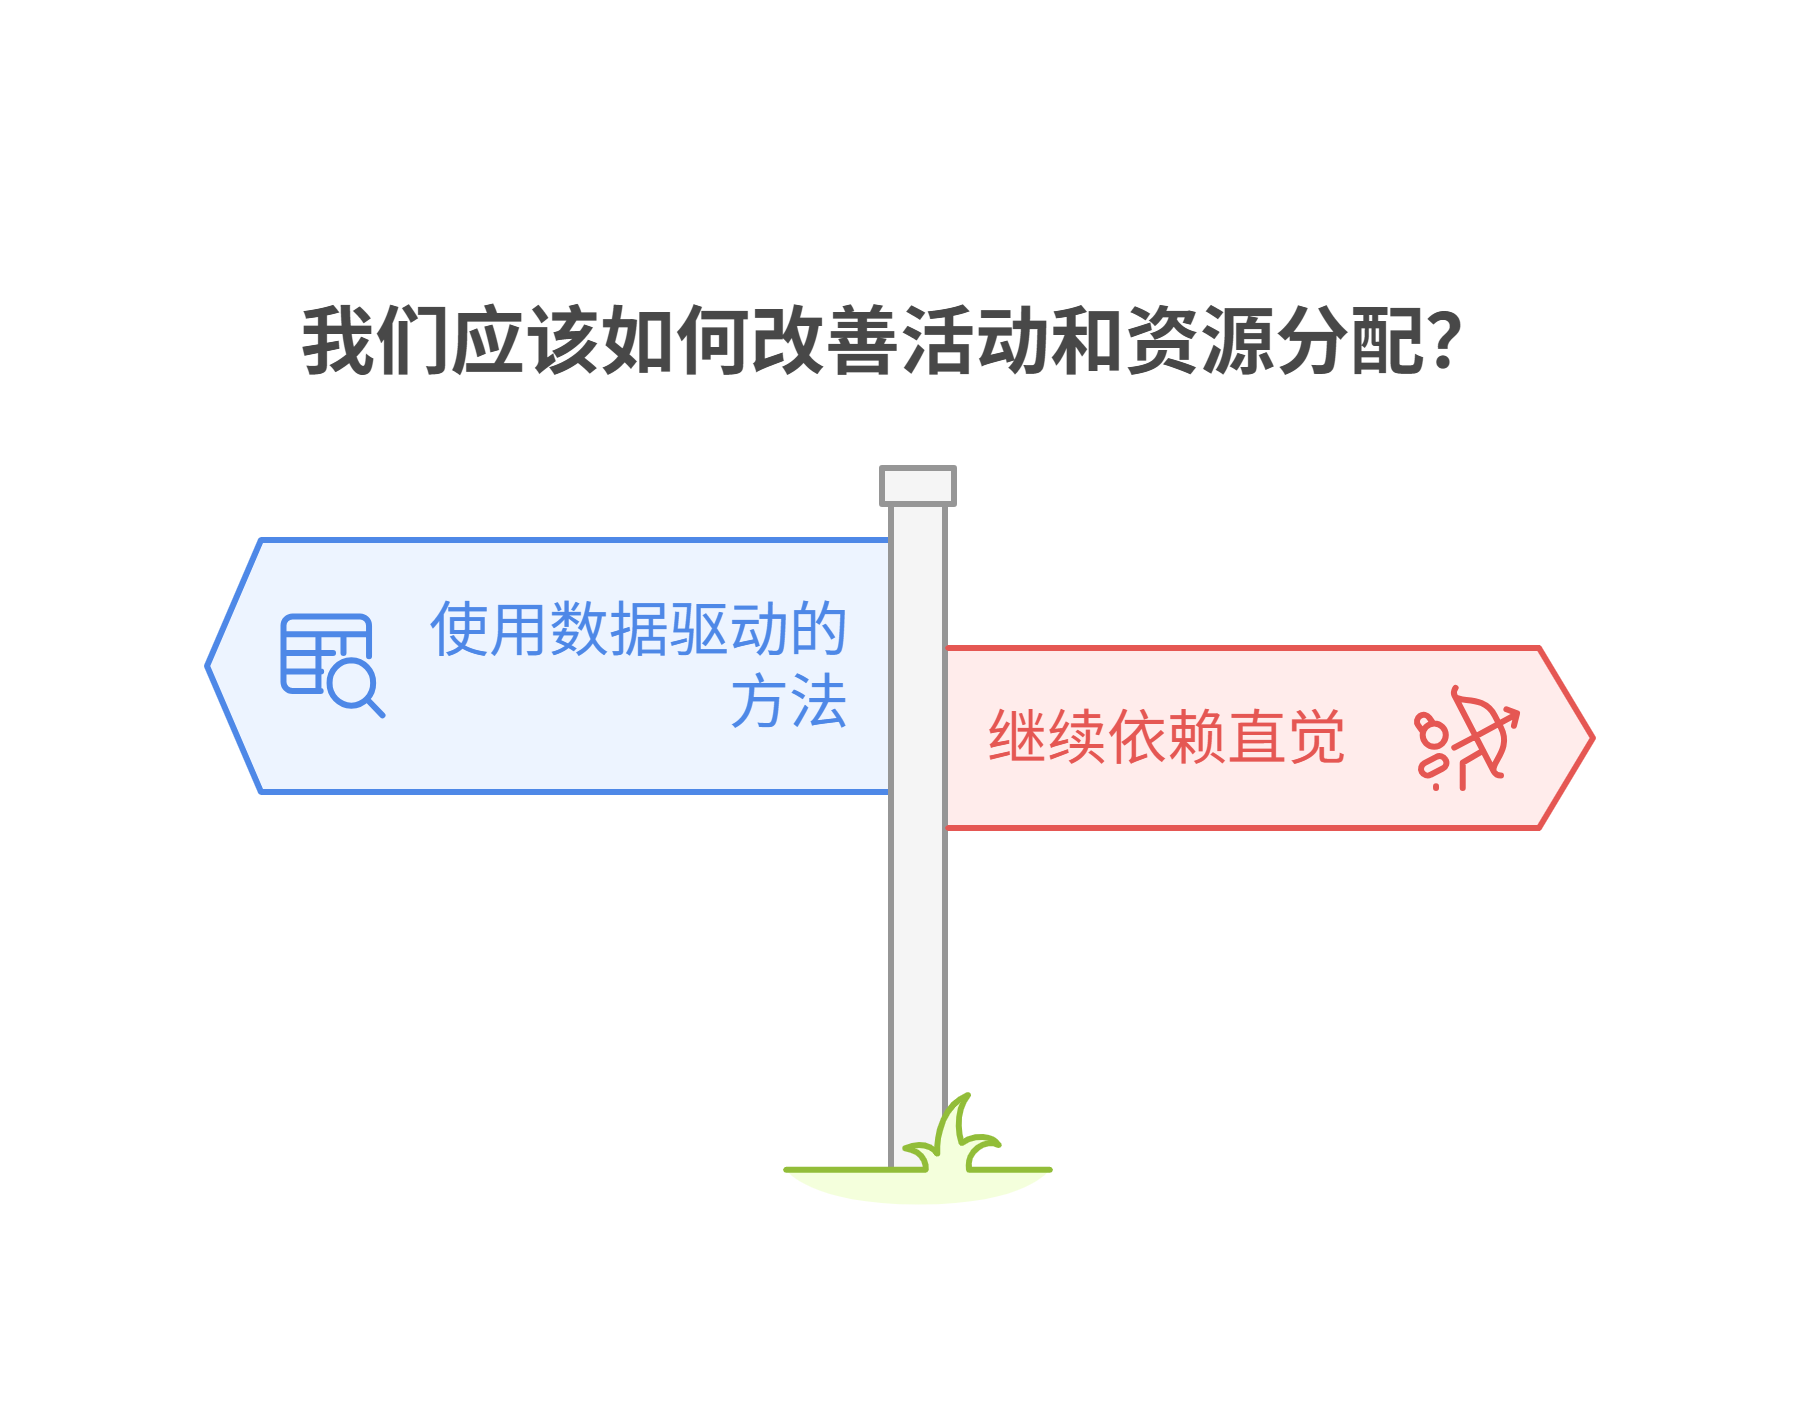 我们应该如何改善活动和资源分配？
使用数据驱动的
方法
继续依赖直觉